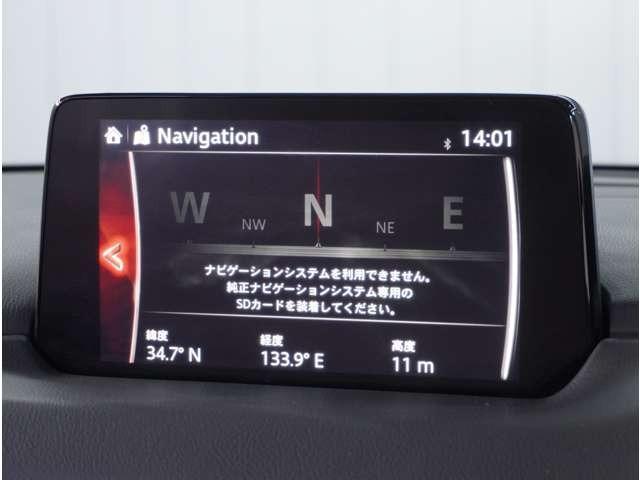 Navigation 14:01
W NW N NE E
ナビゲーションシステムを利用できません。
純正ナビゲーションシステム専用の
SDカードを装着してください。
緯度 経度 高度
34.7° N 133.9° E 11 m